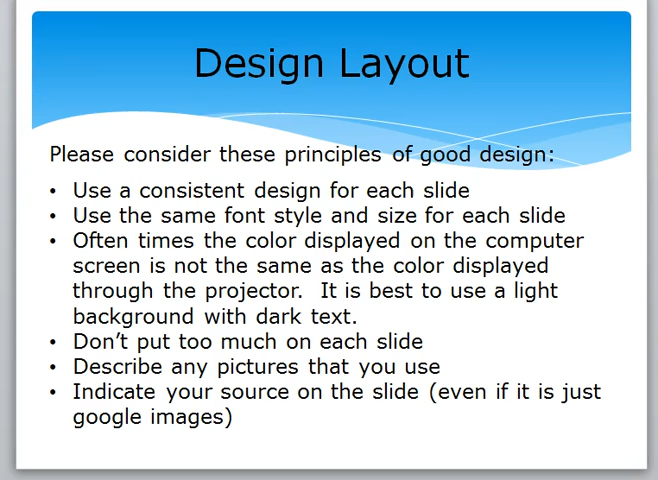 Design Layout
Please consider these principles of good design:
• Use a consistent design for each slide
• Use the same font style and size for each slide
• Often times the color displayed on the computer
screen is not the same as the color displayed
through the projector.  It is best to use a light
background with dark text.
• Don’t put too much on each slide
• Describe any pictures that you use
• Indicate your source on the slide (even if it is just
google images)